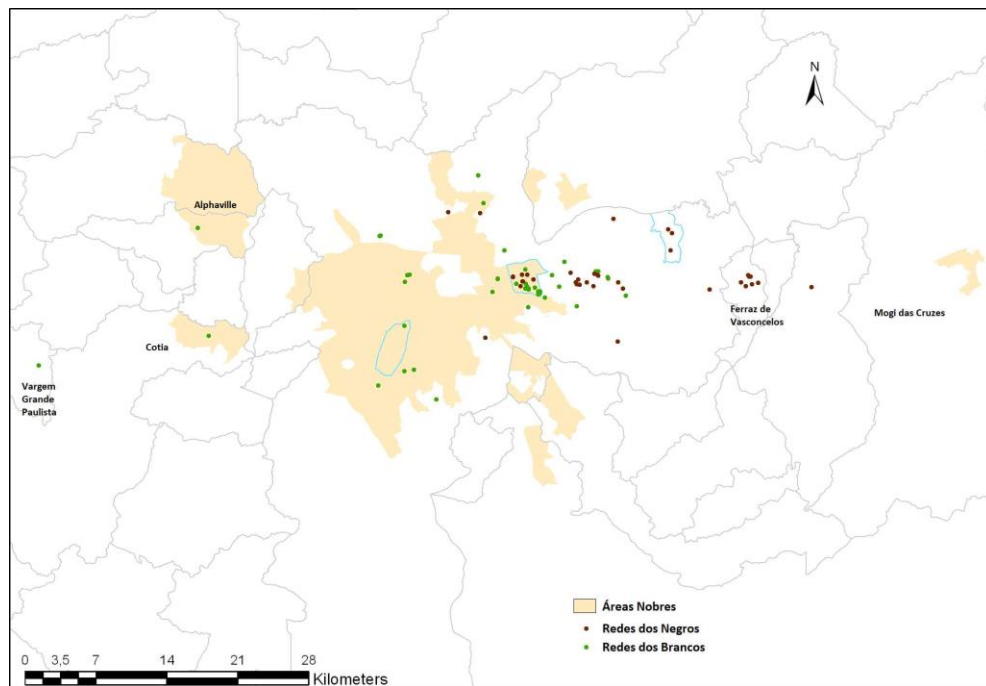 N
Alphaville
Cotia
Vargem
Grande
Paulista
Ferraz de
Vasconcelos
Mogi das Cruzes
Áreas Nobres
Redes dos Negros
Redes dos Brancos
0 3,5 7 14 21 28
Kilometers